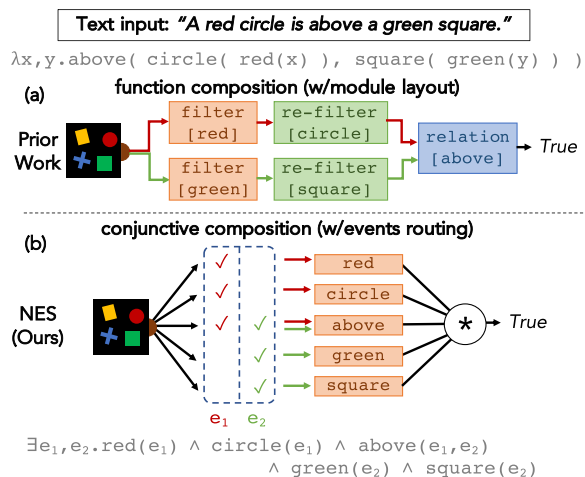 Text input: "A red circle is above a green square."
λx,y.above( circle( red(x) ), square( green(y) ) )
(a) function composition (w/module layout)
Prior Work
filter [red]
re-filter [circle]
filter [green]
re-filter [square]
relation [above]
True
(b) conjunctive composition (w/events routing)
NES (Ours)
✓ red
✓ circle
✓ ✓ above
✓ green
✓ square
*
True
e₁ e₂
∃e₁,e₂.red(e₁) ∧ circle(e₁) ∧ above(e₁,e₂)
∧ green(e₂) ∧ square(e₂)